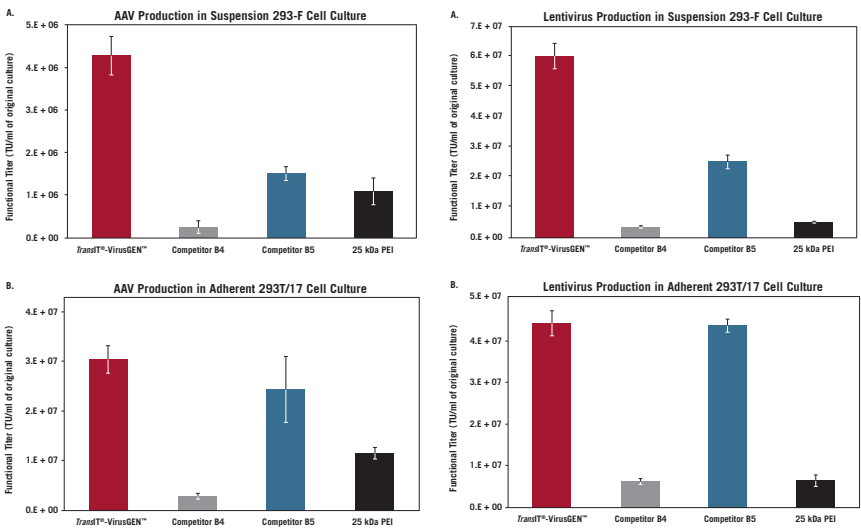 A.
AAV Production in Suspension 293-F Cell Culture
Functional Titer (TU/ml of original culture)
5.E + 06
4.E + 06
3.E + 06
2.E + 06
1.E + 06
0.E + 00
TransIT®-VirusGEN™ Competitor B4 Competitor B5 25 kDa PEI
A.
Lentivirus Production in Suspension 293-F Cell Culture
Functional Titer (TU/ml of original culture)
7.E + 07
6.E + 07
5.E + 07
4.E + 07
3.E + 07
2.E + 07
1.E + 07
0.E + 00
TransIT®-VirusGEN™ Competitor B4 Competitor B5 25 kDa PEI
B.
AAV Production in Adherent 293T/17 Cell Culture
Functional Titer (TU/ml of original culture)
4.E + 07
3.E + 07
2.E + 07
1.E + 07
0.E + 00
TransIT®-VirusGEN™ Competitor B4 Competitor B5 25 kDa PEI
B.
Lentivirus Production in Adherent 293T/17 Cell Culture
Functional Titer (TU/ml of original culture)
5.E + 07
4.E + 07
3.E + 07
2.E + 07
1.E + 07
0.E + 00
TransIT®-VirusGEN™ Competitor B4 Competitor B5 25 kDa PEI